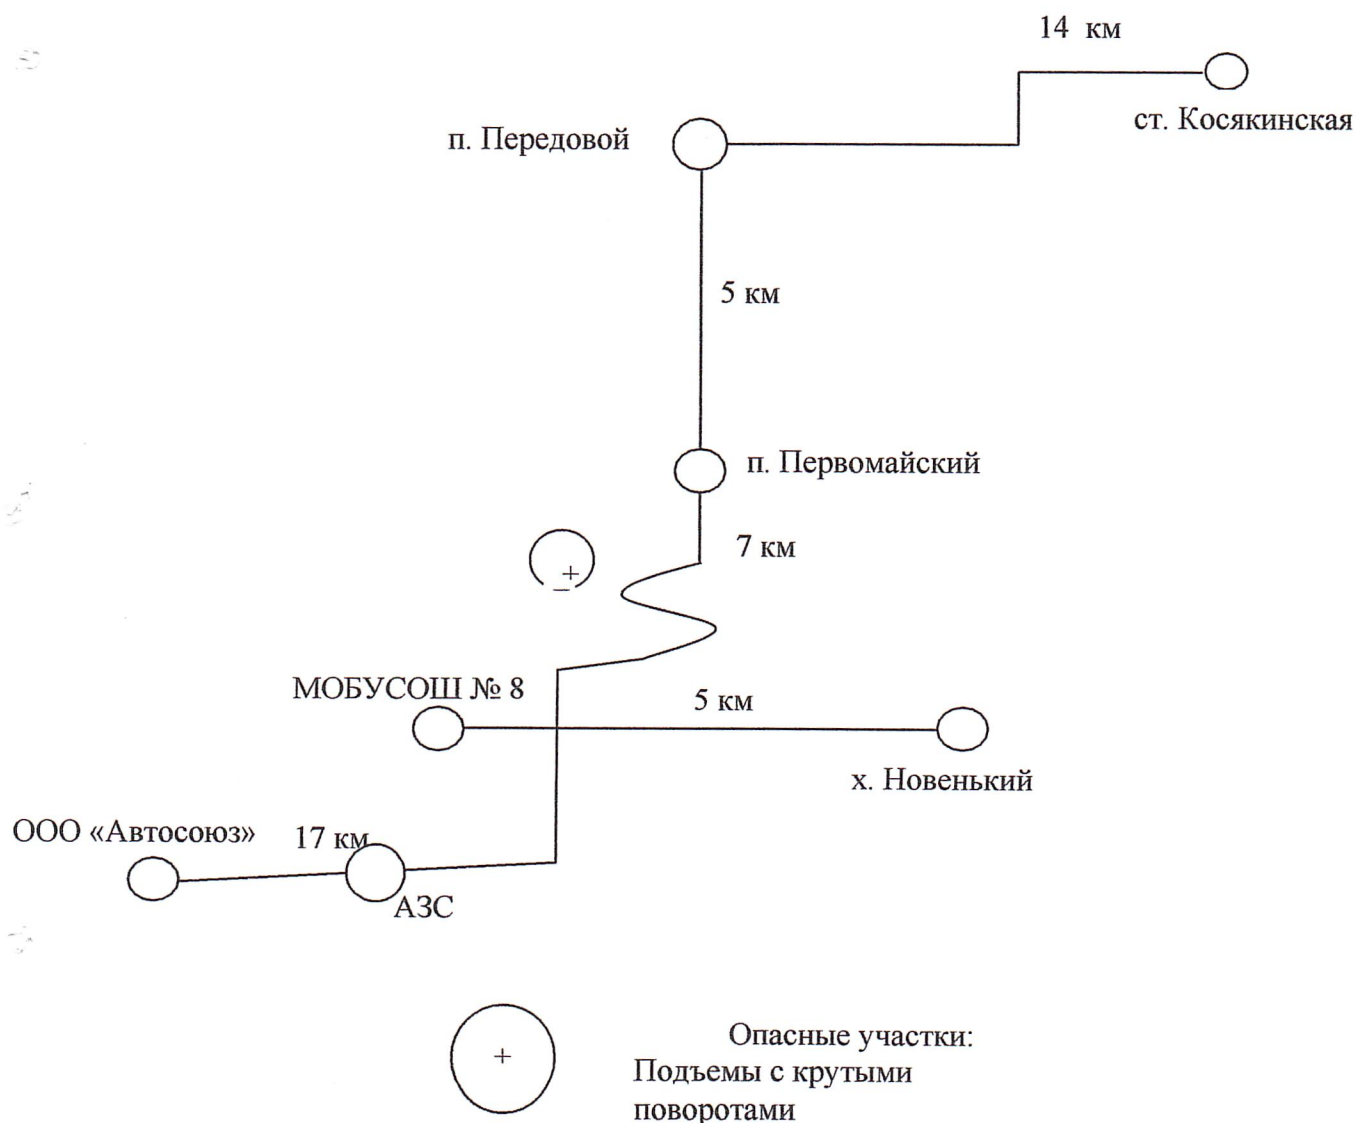 14 км
ст. Косякинская
п. Передовой
5 км
п. Первомайский
7 км
+
МОБУСОШ № 8
5 км
х. Новенький
ООО «Автосоюз»
17 км
АЗС
+
Опасные участки:
Подъемы с крутыми
поворотами